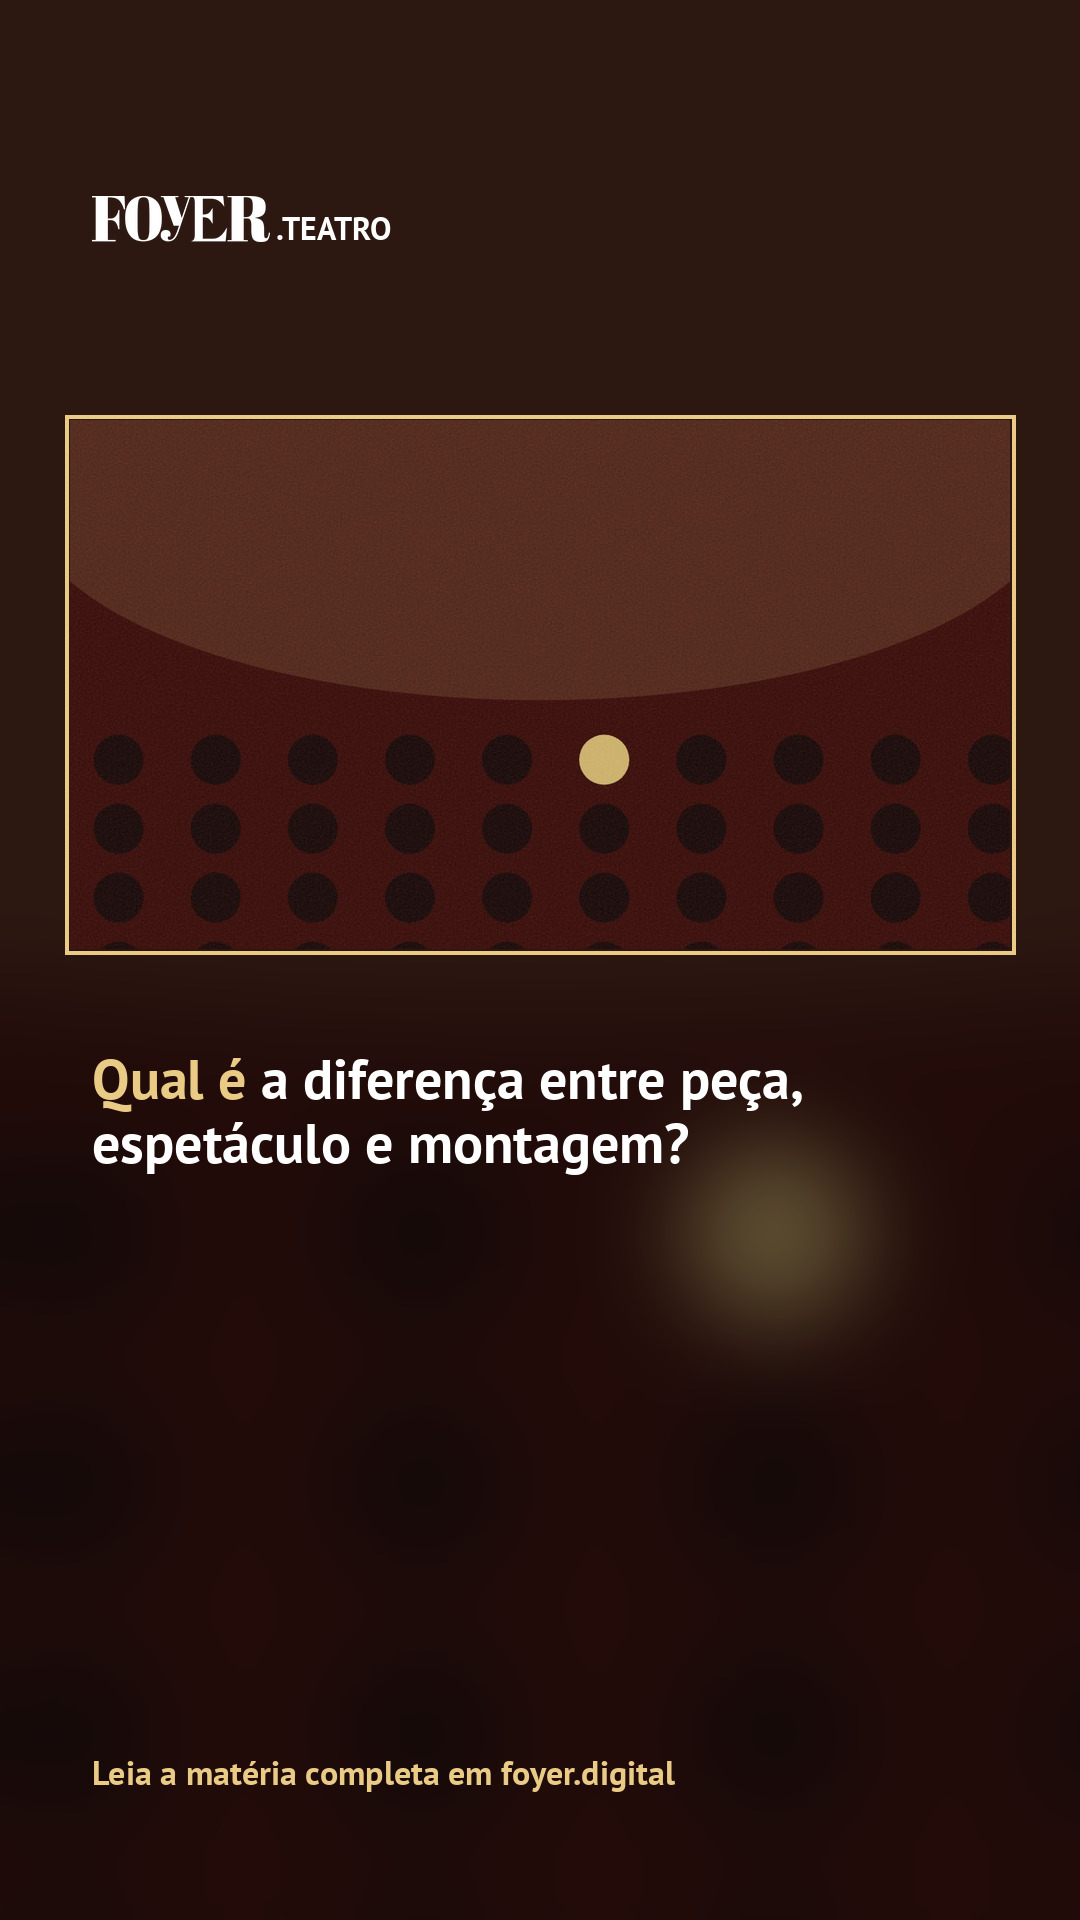 FOYER .TEATRO
Qual é a diferença entre peça,
espetáculo e montagem?
Leia a matéria completa em foyer.digital